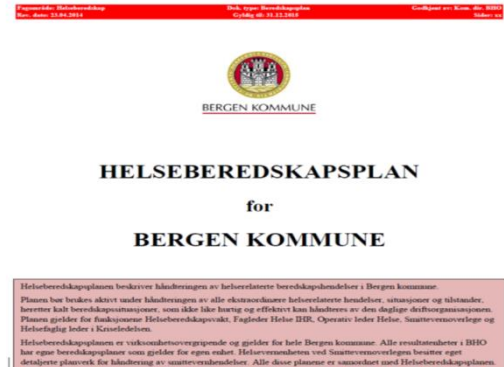 Fagområde: Helseberedskap Dok. type: Beredskapsplan Godkjent av: Kom. dir. BHO
Rev. dato: 23.04.2014 Gyldig til: 31.12.2018 Sider: xx
BERGEN KOMMUNE
HELSEBEREDSKAPSPLAN
for
BERGEN KOMMUNE
Helseberedskapsplanen beskriver håndteringen av helserelaterte beredskapshendelser i Bergen kommune.
Planen bør brukes aktivt under håndteringen av alle ekstraordinære helserelaterte hendelser, situasjoner og tilstander,
heretter kalt beredskapssituasjoner, som ikke like hurtig og effektivt kan håndteres av den daglige driftsorganisasjonen.
Planen gjelder for funksjonene Helseberedskapsvakt, Fagleder Helse IHR, Operativ leder Helse, Smittevernoverlege og
Helsefaglig leder i Kriseledelsen.
Helseberedskapsplanen er virksomhetsovergripende og gjelder for hele Bergen kommune. Alle resultatenheter i BHO
har egne beredskapsplaner som gjelder for egen enhet. Helsevernenheten ved Smittevernoverlegen besitter eget
detaljerte planverk for håndtering av smittevernhendelser. Alle disse planene er samordnet med Helseberedskapsplanen.